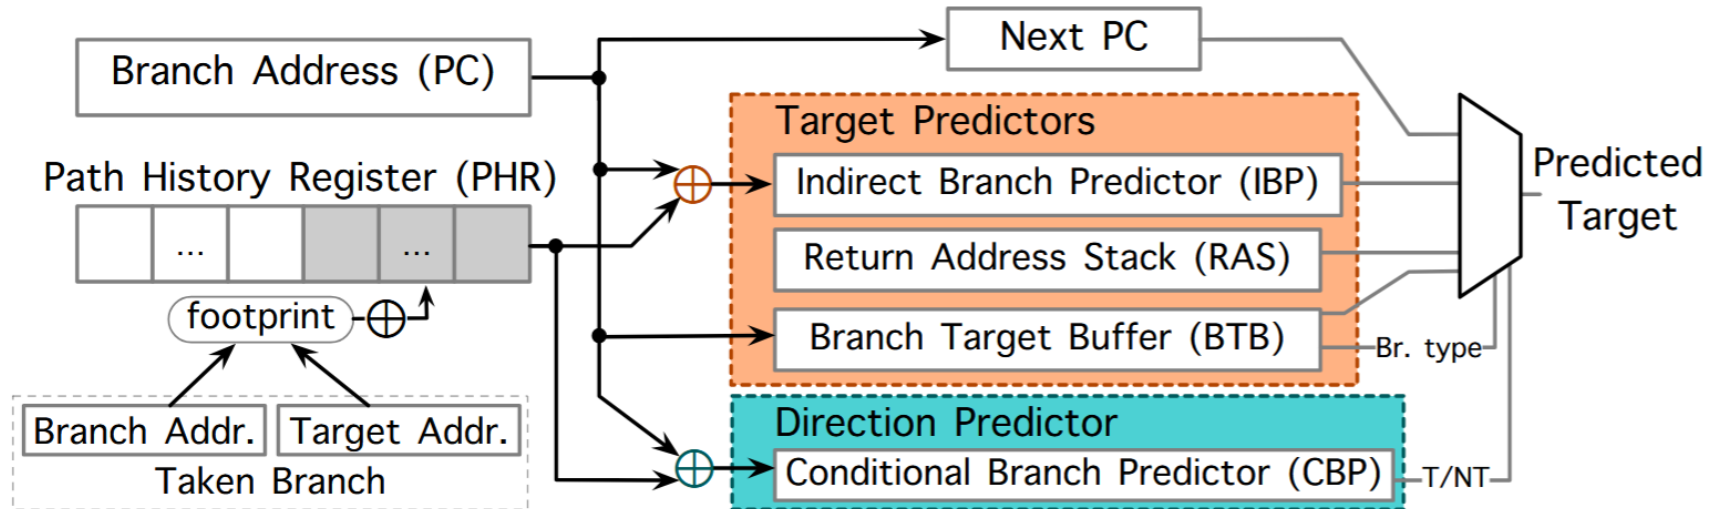 Branch Address (PC)
Next PC
Target Predictors
Path History Register (PHR)
... ...
Indirect Branch Predictor (IBP)
Predicted
Target
Return Address Stack (RAS)
footprint
Branch Target Buffer (BTB)
Br. type
Branch Addr.
Target Addr.
Taken Branch
Direction Predictor
Conditional Branch Predictor (CBP)
T/NT